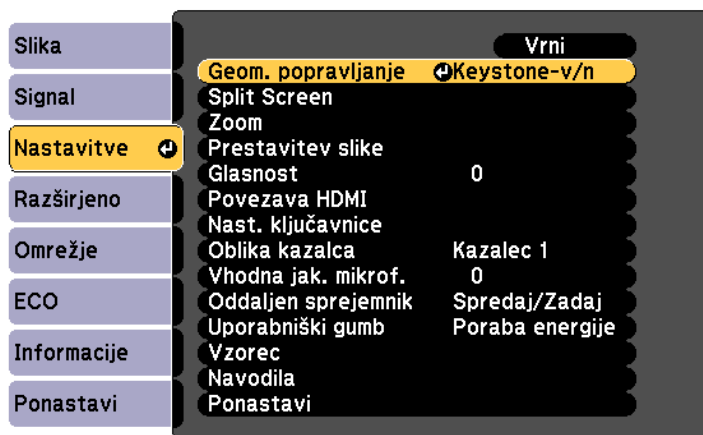 Slika
Signal
Nastavitve
Razširjeno
Omrežje
ECO
Informacije
Ponastavi
Vrni
Geom. popravljanje Keystone-v/n
Split Screen
Zoom
Prestavitev slike
Glasnost 0
Povezava HDMI
Nast. ključavnice
Oblika kazalca Kazalec 1
Vhodna jak. mikrof. 0
Oddaljen sprejemnik Spredaj/Zadaj
Uporabniški gumb Poraba energije
Vzorec
Navodila
Ponastavi